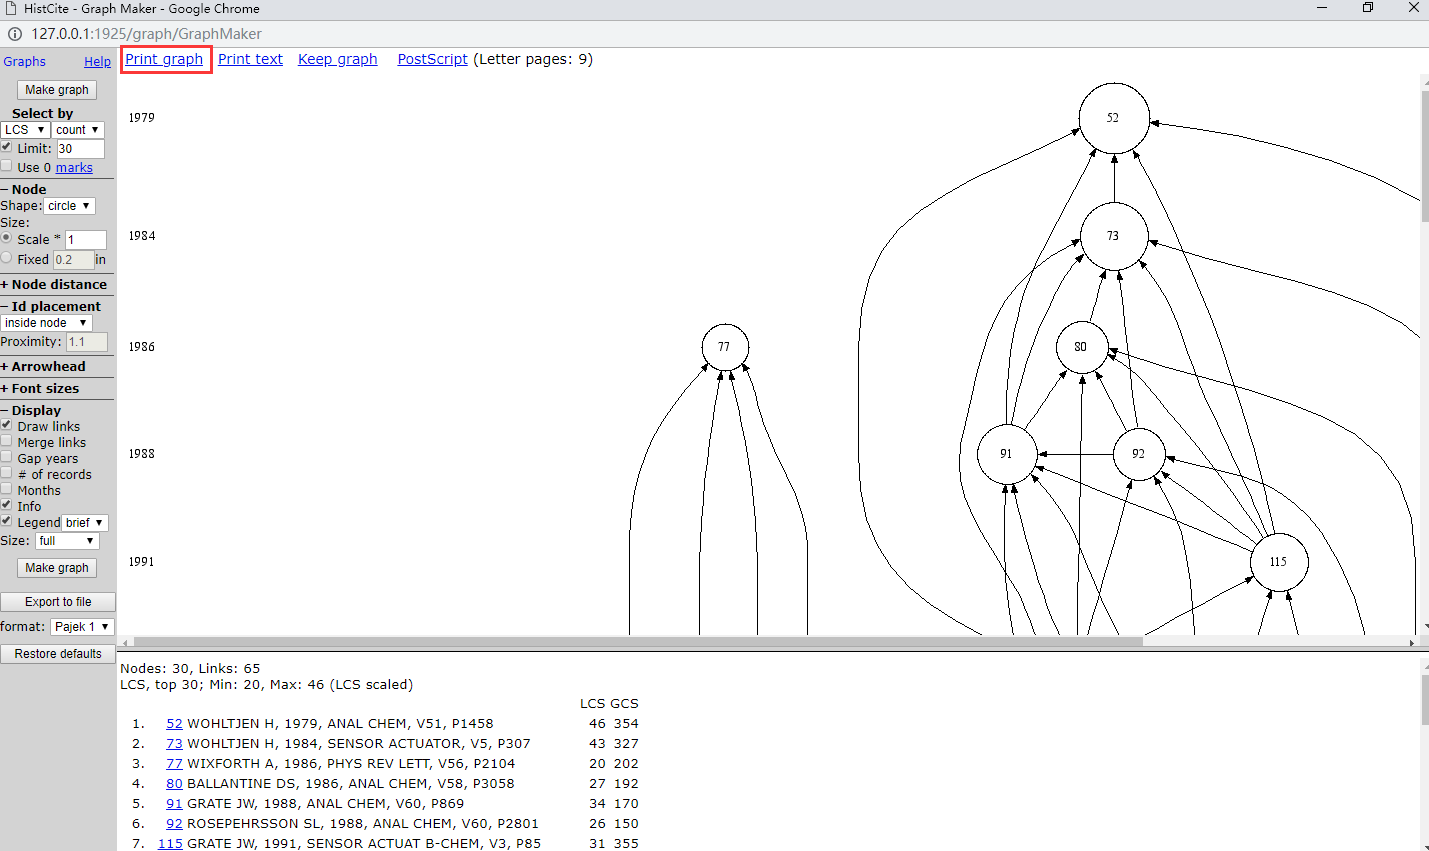 HistCite - Graph Maker - Google Chrome
127.0.0.1:1925/graph/GraphMaker
Graphs Help
Print graph Print text Keep graph PostScript (Letter pages: 9)
Make graph
Select by
LCS count
Limit: 30
Use 0 marks
− Node
Shape: circle
Size:
Scale * 1
Fixed 0.2 in
+ Node distance
− Id placement
inside node
Proximity: 1.1
+ Arrowhead
+ Font sizes
− Display
Draw links
Merge links
Gap years
# of records
Months
Info
Legend brief
Size: full
Make graph
Export to file
format: Pajek 1
Restore defaults
1979
52
1984
73
1986
77
80
1988
91
92
1991
115
Nodes: 30, Links: 65
LCS, top 30; Min: 20, Max: 46 (LCS scaled)
LCS GCS
1. 52 WOHLTJEN H, 1979, ANAL CHEM, V51, P1458 46 354
2. 73 WOHLTJEN H, 1984, SENSOR ACTUATOR, V5, P307 43 327
3. 77 WIXFORTH A, 1986, PHYS REV LETT, V56, P2104 20 202
4. 80 BALLANTINE DS, 1986, ANAL CHEM, V58, P3058 27 192
5. 91 GRATE JW, 1988, ANAL CHEM, V60, P869 34 170
6. 92 ROSEPEHRSSON SL, 1988, ANAL CHEM, V60, P2801 26 150
7. 115 GRATE JW, 1991, SENSOR ACTUAT B-CHEM, V3, P85 31 355